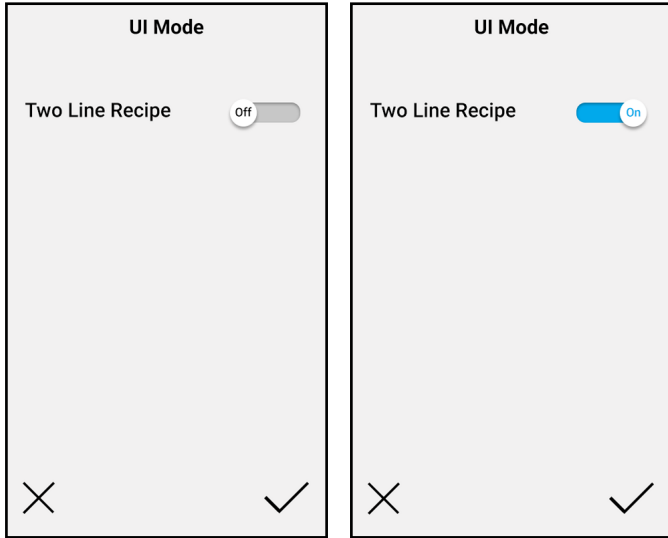 UI Mode
Two Line Recipe Off
UI Mode
Two Line Recipe On